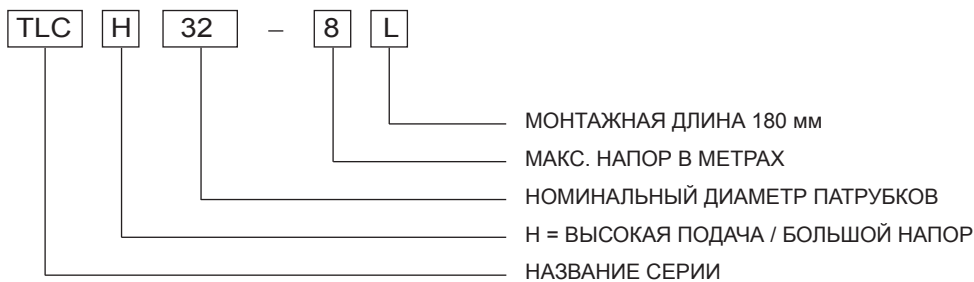 TLC H 32 – 8 L
МОНТАЖНАЯ ДЛИНА 180 мм
МАКС. НАПОР В МЕТРАХ
НОМИНАЛЬНЫЙ ДИАМЕТР ПАТРУБКОВ
Н = ВЫСОКАЯ ПОДАЧА / БОЛЬШОЙ НАПОР
НАЗВАНИЕ СЕРИИ